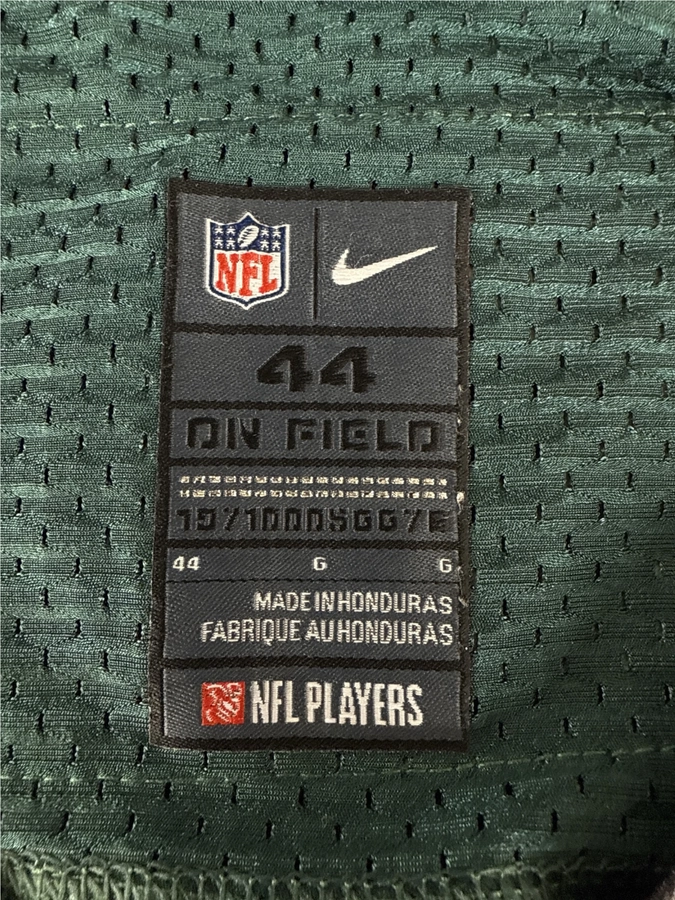 NFL
44
ON FIELD
44 G G
MADE IN HONDURAS
FABRIQUE AU HONDURAS
NFL PLAYERS